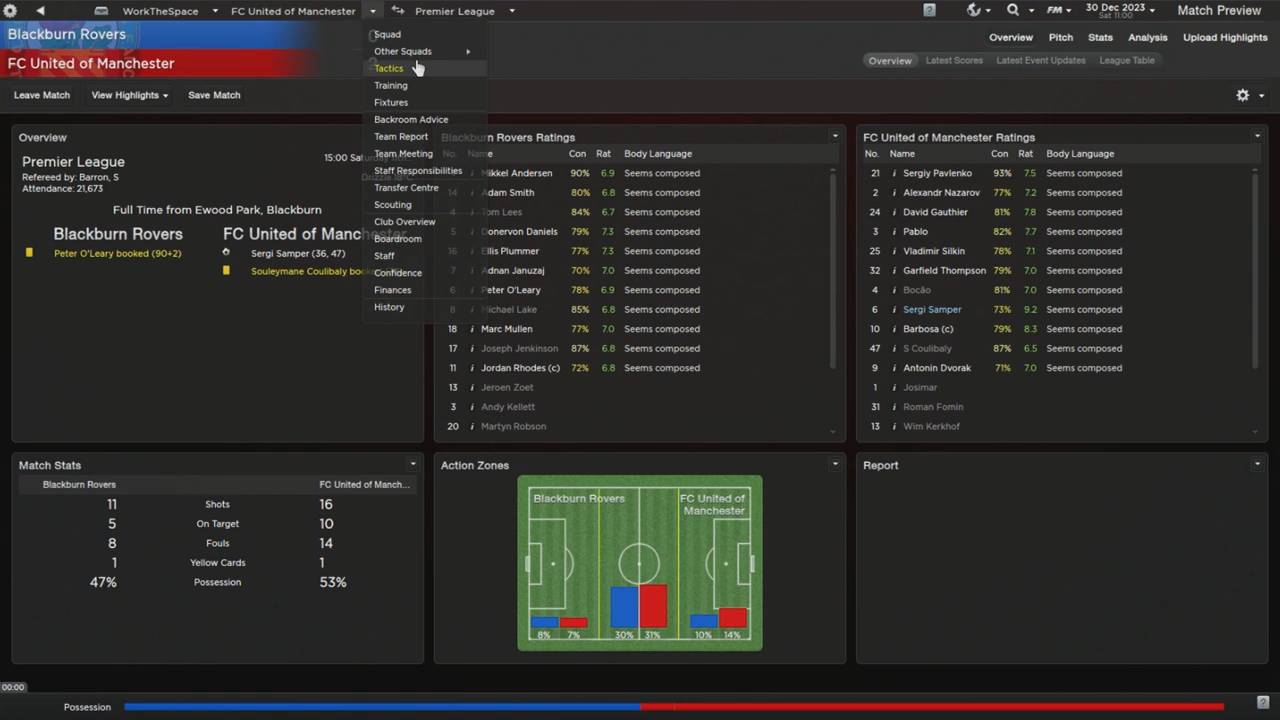 WorkTheSpace
FC United of Manchester
Premier League
30 Dec 2023
Sat 11:00
Match Preview
Blackburn Rovers
FC United of Manchester
Overview Pitch Stats Analysis Upload Highlights
Overview Latest Scores Latest Event Updates League Table
Leave Match View Highlights Save Match
Squad
Other Squads
Tactics
Training
Fixtures
Backroom Advice
Team Report
Team Meeting
Staff Responsibilities
Transfer Centre
Scouting
Club Overview
Boardroom
Staff
Confidence
Finances
History
Overview
Premier League
Refereed by: Barron, S
Attendance: 21,673
15:00 Saturday
Drizzle
Full Time from Ewood Park, Blackburn
Blackburn Rovers FC United of Manchester
Peter O'Leary booked (90+2) Sergi Samper (36, 47)
Souleymane Coulibaly
Blackburn Rovers Ratings
No. Name Con Rat Body Language
i Mikkel Andersen 90% 6.9 Seems composed
14 Adam Smith 80% 6.8 Seems composed
4 Tom Lees 84% 6.7 Seems composed
5 Donervon Daniels 79% 7.3 Seems composed
16 Ellis Plummer 77% 7.3 Seems composed
7 Adnan Januzaj 70% 7.0 Seems composed
6 Peter O'Leary 78% 6.9 Seems composed
8 Michael Lake 85% 6.8 Seems composed
18 i Marc Mullen 77% 7.0 Seems composed
17 i Joseph Jenkinson 87% 6.8 Seems composed
11 i Jordan Rhodes (c) 72% 6.8 Seems composed
13 i Jeroen Zoet
3 i Andy Kellett
20 i Martyn Robson
FC United of Manchester Ratings
No. Name Con Rat Body Language
21 i Sergiy Pavlenko 93% 7.5 Seems composed
2 i Alexandr Nazarov 77% 7.2 Seems composed
24 i David Gauthier 81% 7.8 Seems composed
3 i Pablo 82% 7.7 Seems composed
25 i Vladimir Silkin 78% 7.1 Seems composed
32 i Garfield Thompson 79% 7.0 Seems composed
4 i Bocão 81% 7.0 Seems composed
6 i Sergi Samper 73% 9.2 Seems composed
10 i Barbosa (c) 79% 8.3 Seems composed
47 i S Coulibaly 87% 6.5 Seems composed
9 i Antonin Dvorak 71% 7.0 Seems composed
1 i Josimar
31 i Roman Fomin
13 i Wim Kerkhof
Match Stats
Blackburn Rovers FC United of Manch...
11 Shots 16
5 On Target 10
8 Fouls 14
1 Yellow Cards 1
47% Possession 53%
Action Zones
Blackburn Rovers
FC United of
Manchester
8% 7% 30% 31% 10% 14%
Report
00:00
Possession